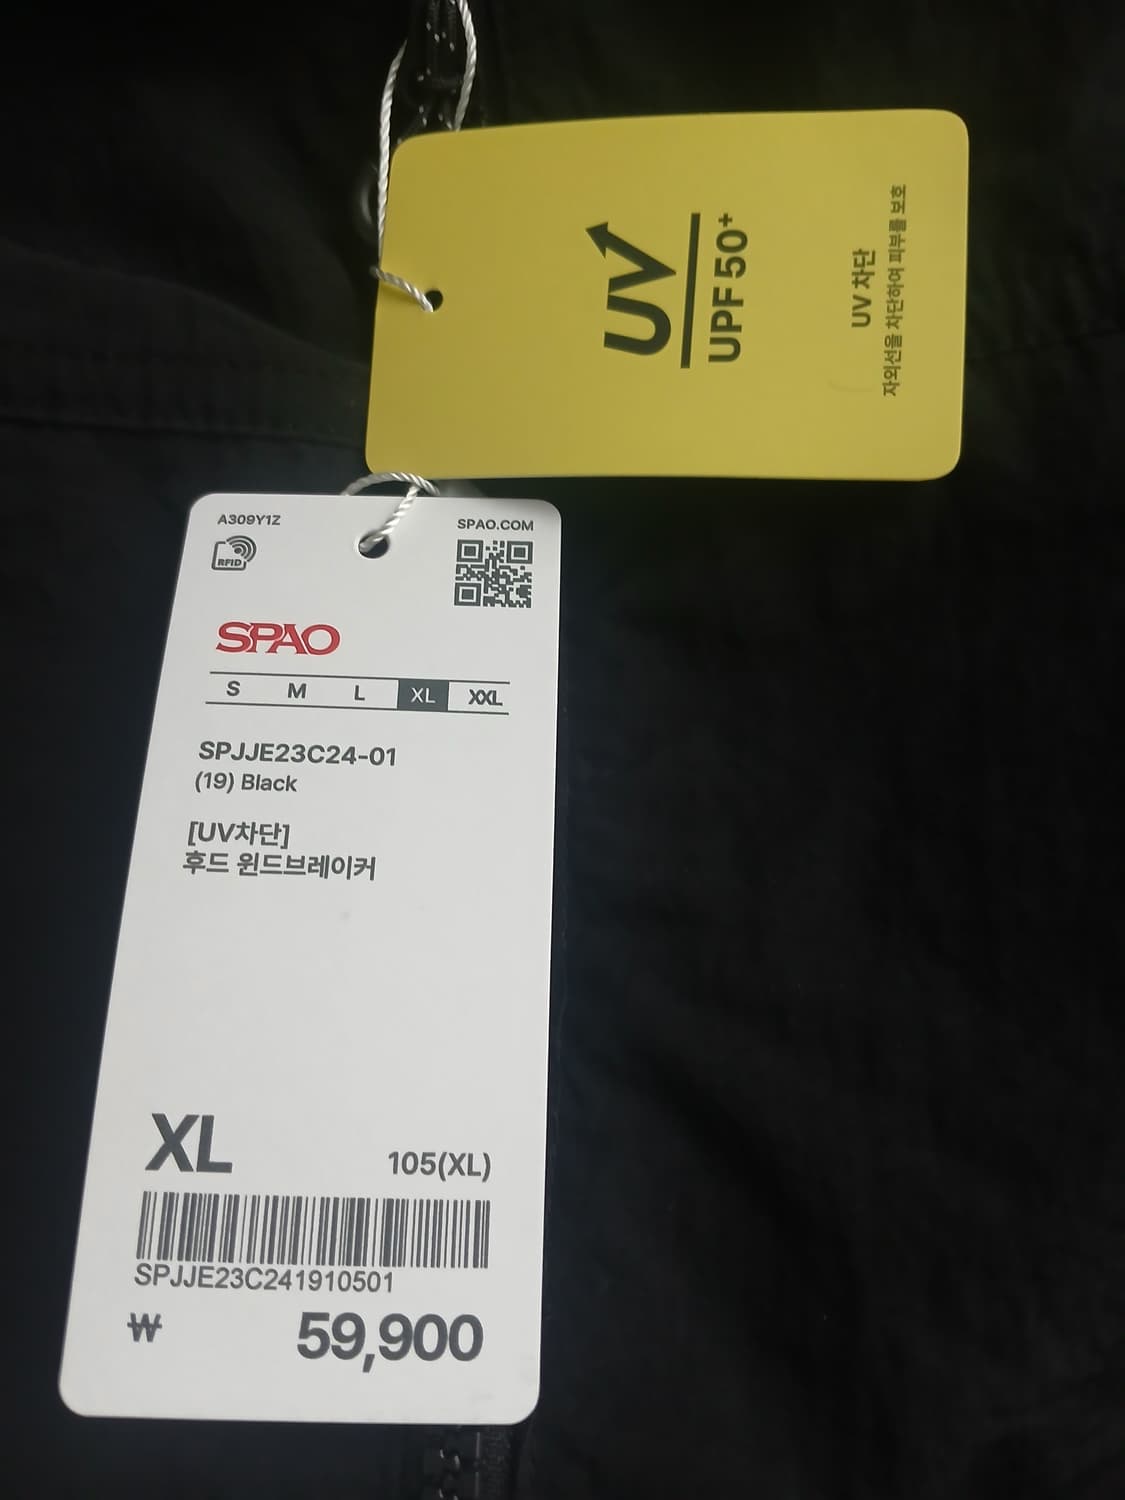 UV
UPF 50+
UV 차단
자외선을 차단하여 피부를 보호
A309Y1Z
SPAO.COM
RFID
SPAO
S M L XL XXL
SPJJE23C24-01
(19) Black
[UV차단]
후드 윈드브레이커
XL
105(XL)
SPJJE23C241910501
₩ 59,900